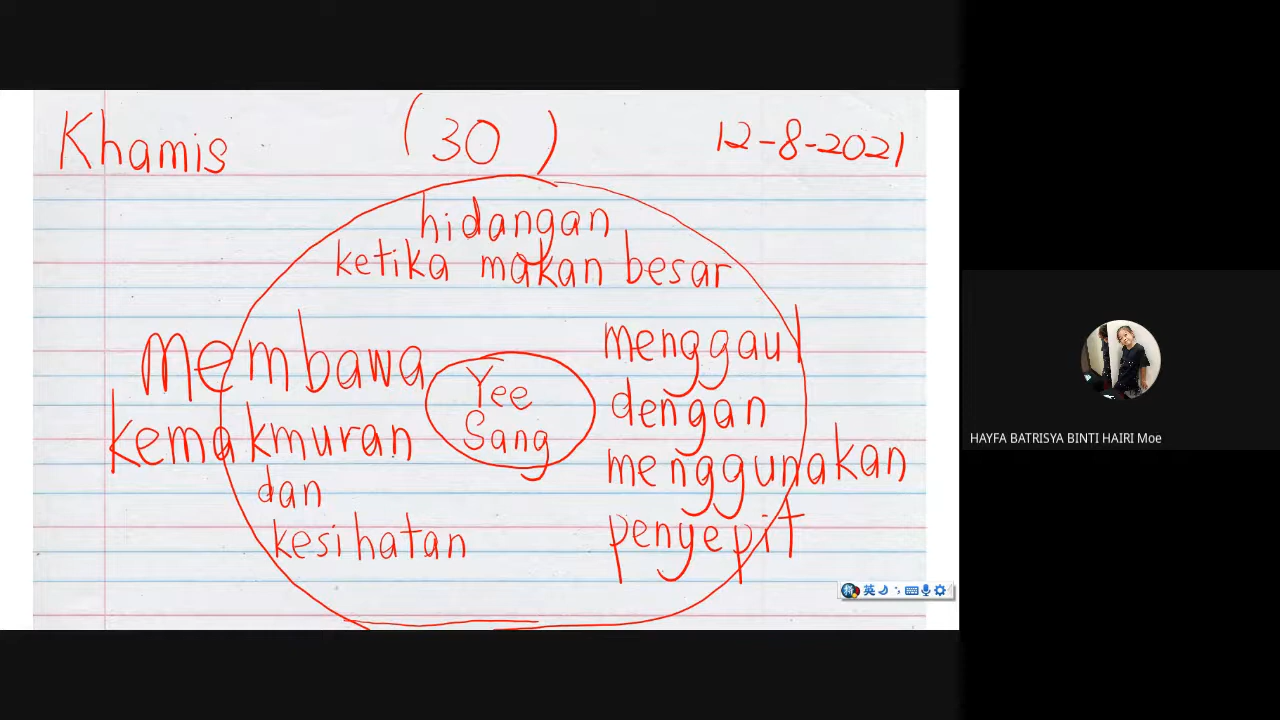 Khamis (30) 12-8-2021
hidangan
ketika makan besar
membawa
kemakmuran
dan
kesihatan
Yee
Sang
menggaul
dengan
menggunakan
penyepit
英
HAYFA BATRISYA BINTI HAIRI Moe